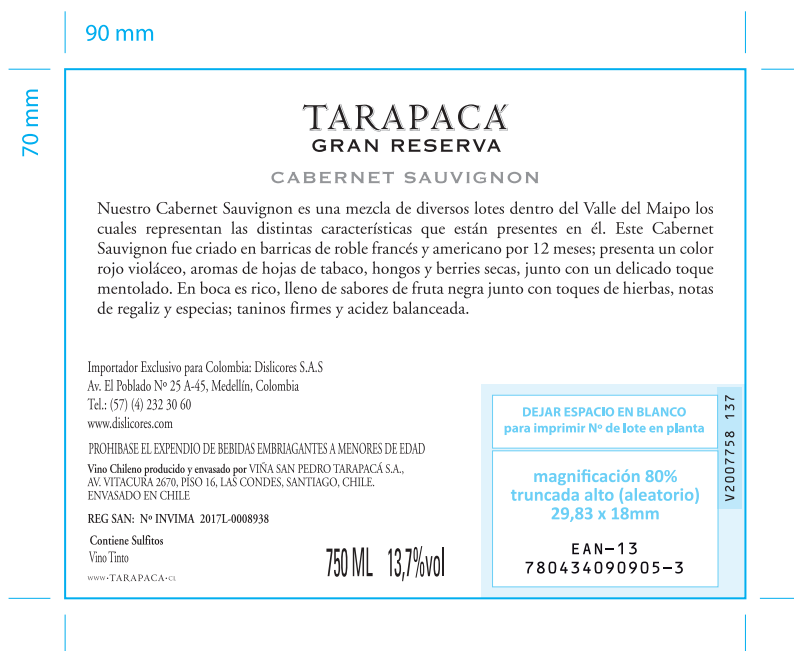 90 mm
70 mm
TARAPACÁ
GRAN RESERVA
CABERNET SAUVIGNON
Nuestro Cabernet Sauvignon es una mezcla de diversos lotes dentro del Valle del Maipo los
cuales representan las distintas características que están presentes en él. Este Cabernet
Sauvignon fue criado en barricas de roble francés y americano por 12 meses; presenta un color
rojo violáceo, aromas de hojas de tabaco, hongos y berries secas, junto con un delicado toque
mentolado. En boca es rico, lleno de sabores de fruta negra junto con toques de hierbas, notas
de regaliz y especias; taninos firmes y acidez balanceada.
Importador Exclusivo para Colombia: Dislicores S.A.S
Av. El Poblado Nº 25 A-45, Medellín, Colombia
Tel.: (57) (4) 232 30 60
www.dislicores.com
PROHIBASE EL EXPENDIO DE BEBIDAS EMBRIAGANTES A MENORES DE EDAD
Vino Chileno producido y envasado por VIÑA SAN PEDRO TARAPACÁ S.A.,
AV. VITACURA 2670, PISO 16, LAS CONDES, SANTIAGO, CHILE.
ENVASADO EN CHILE
REG SAN: Nº INVIMA 2017L-0008938
Contiene Sulfitos
Vino Tinto
www•TARAPACA•CL
750 ML 13,7%vol
DEJAR ESPACIO EN BLANCO
para imprimir Nº de lote en planta
magnificación 80%
truncada alto (aleatorio)
29,83 x 18mm
EAN-13
780434090905-3
V2007758 137